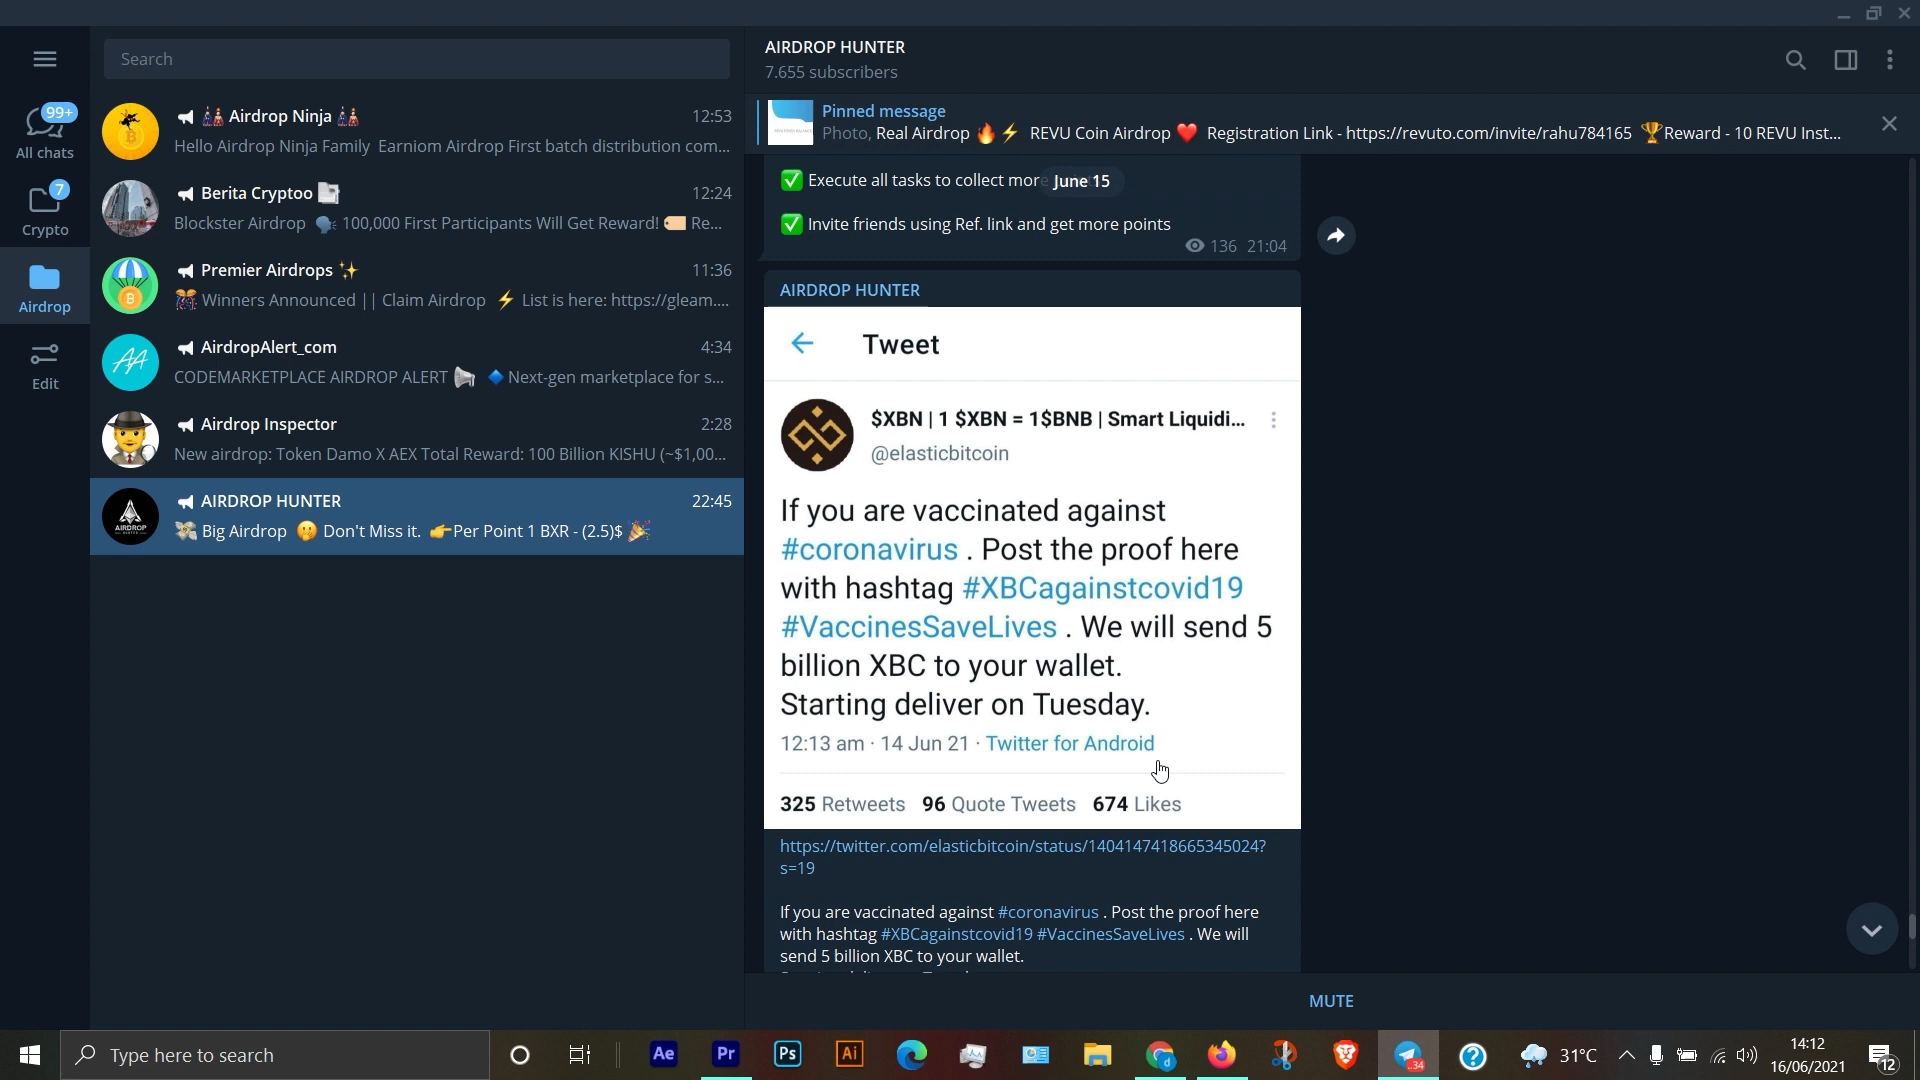 Search
99+
All chats
7
Crypto
Airdrop
Edit
Airdrop Ninja 12:53
Hello Airdrop Ninja Family Earniom Airdrop First batch distribution com...
Berita Cryptoo 12:24
Blockster Airdrop 🗣 100,000 First Participants Will Get Reward! 🏷 Re...
Premier Airdrops ✨ 11:36
🎊 Winners Announced || Claim Airdrop ⚡ List is here: https://gleam....
AirdropAlert_com 4:34
CODEMARKETPLACE AIRDROP ALERT 📢 🔷 Next-gen marketplace for s...
Airdrop Inspector 2:28
New airdrop: Token Damo X AEX Total Reward: 100 Billion KISHU (~$1,00...
AIRDROP HUNTER 22:45
💸 Big Airdrop 🤫 Don't Miss it. 👉Per Point 1 BXR - (2.5)$ 🎉
AIRDROP HUNTER
7.655 subscribers
Pinned message
Photo, Real Airdrop 🔥⚡ REVU Coin Airdrop ❤️ Registration Link - https://revuto.com/invite/rahu784165 🏆Reward - 10 REVU Inst...
✅ Execute all tasks to collect more
June 15
✅ Invite friends using Ref. link and get more points
136 21:04
AIRDROP HUNTER
Tweet
$XBN | 1 $XBN = 1$BNB | Smart Liquidi...
@elasticbitcoin
If you are vaccinated against
#coronavirus . Post the proof here
with hashtag #XBCagainstcovid19
#VaccinesSaveLives . We will send 5
billion XBC to your wallet.
Starting deliver on Tuesday.
12:13 am · 14 Jun 21 · Twitter for Android
325 Retweets 96 Quote Tweets 674 Likes
https://twitter.com/elasticbitcoin/status/1404147418665345024?
s=19
If you are vaccinated against #coronavirus . Post the proof here
with hashtag #XBCagainstcovid19 #VaccinesSaveLives . We will
send 5 billion XBC to your wallet.
MUTE
Type here to search
Ae
Pr
Ps
Ai
31°C
14:12
16/06/2021
12